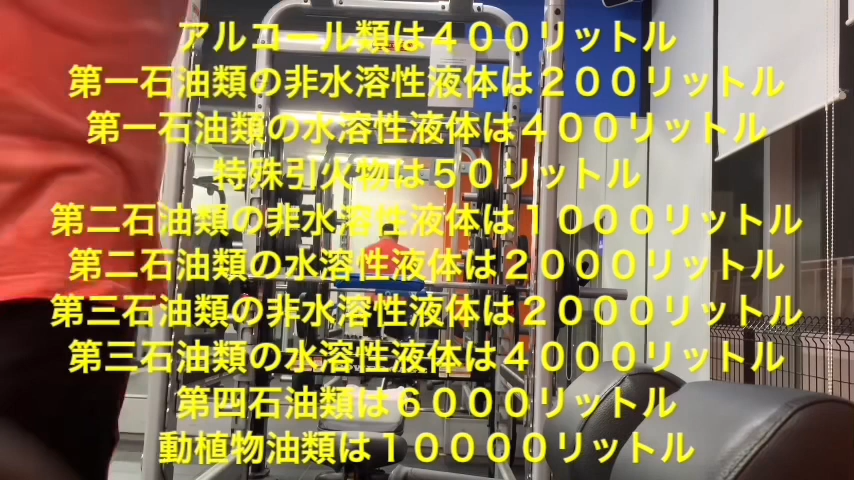 アルコール類は４００リットル
第一石油類の非水溶性液体は２００リットル
第一石油類の水溶性液体は４００リットル
特殊引火物は５０リットル
第二石油類の非水溶性液体は１０００リットル
第二石油類の水溶性液体は２０００リットル
第三石油類の非水溶性液体は２０００リットル
第三石油類の水溶性液体は４０００リットル
第四石油類は６０００リットル
動植物油類は１００００リットル